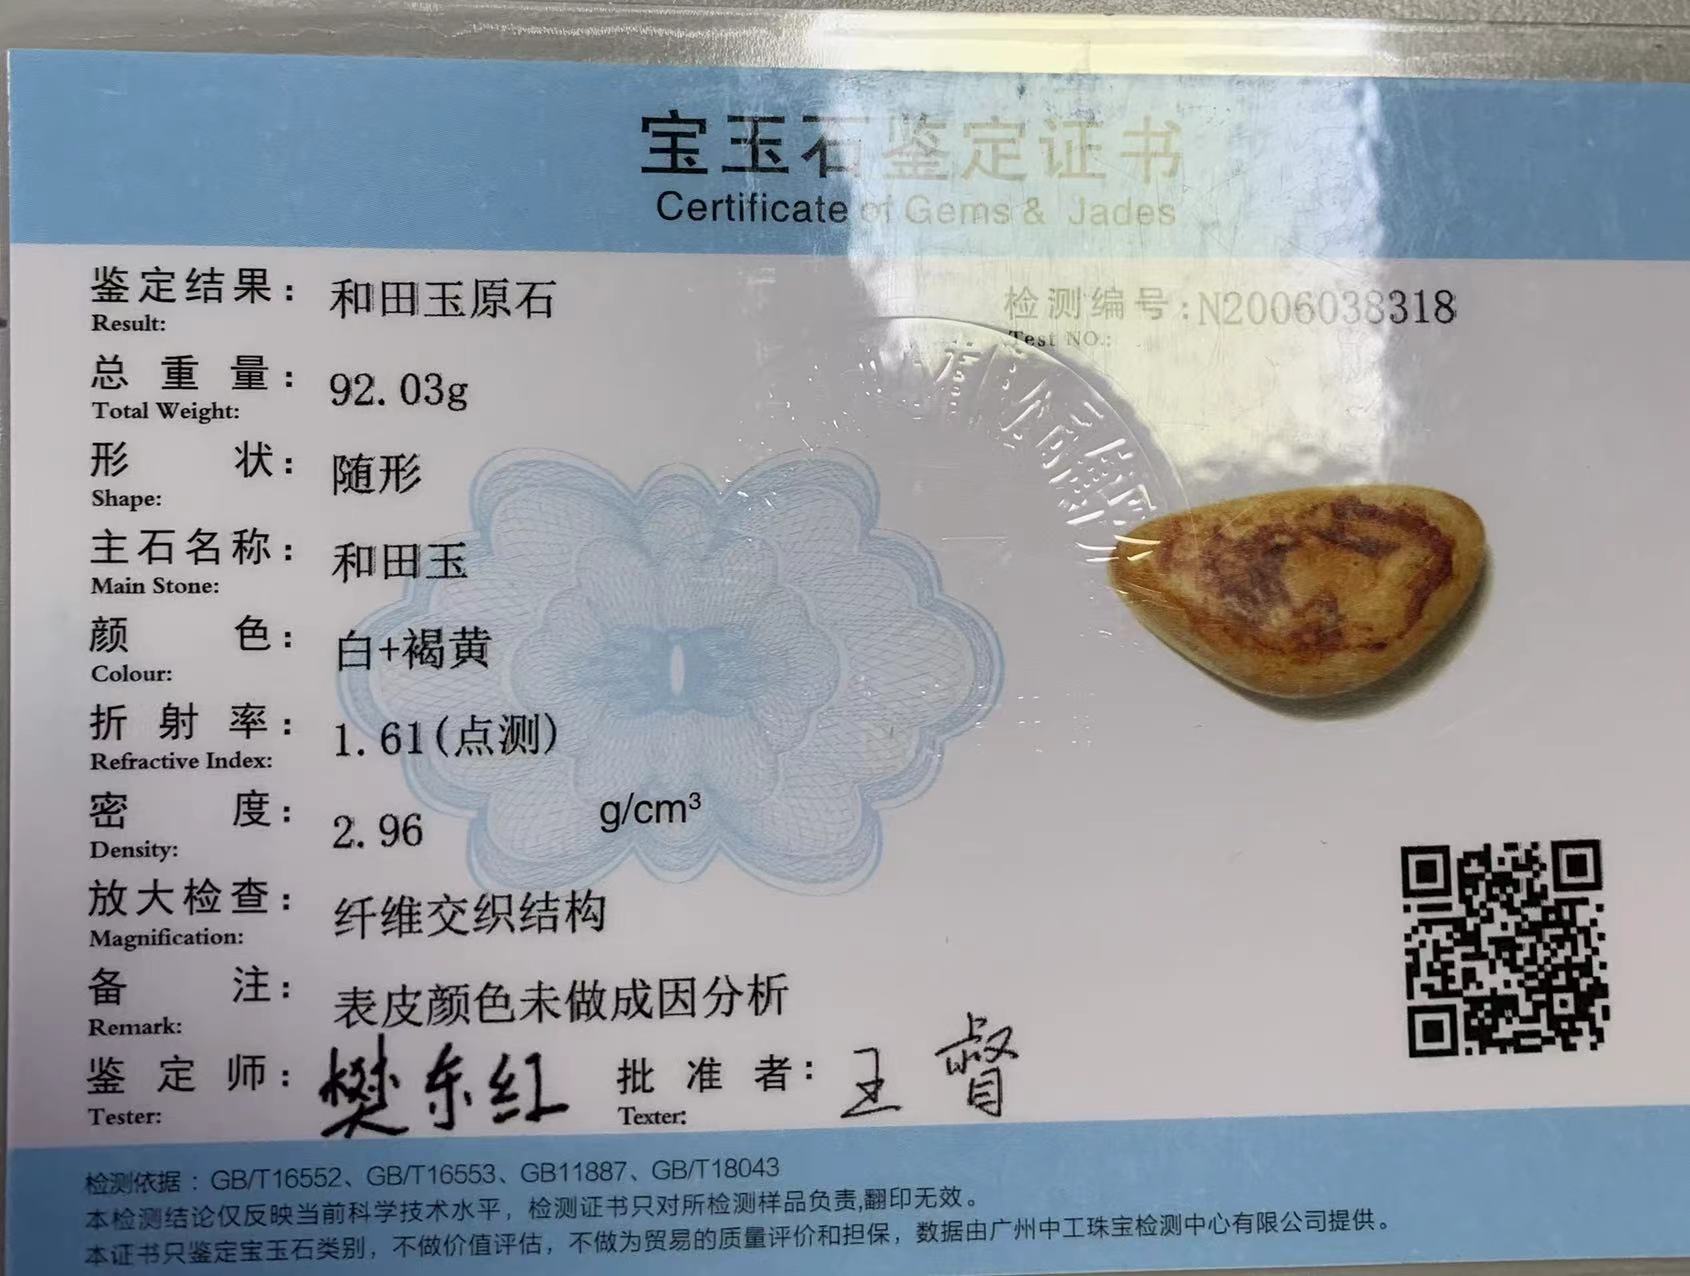 宝玉石鉴定证书
Certificate of Gems & Jades
鉴定结果：和田玉原石
Result:
检测编号:N2006038318
Test NO.:
总重量：92.03g
Total Weight:
形状：随形
Shape:
主石名称：和田玉
Main Stone:
颜色：白+褐黄
Colour:
折射率：1.61(点测)
Refractive Index:
密度：2.96 g/cm³
Density:
放大检查：纤维交织结构
Magnification:
备注：表皮颜色未做成因分析
Remark:
鉴定师：樊东红 批准者：王督
Tester: Texter:
检测依据：GB/T16552、GB/T16553、GB11887、GB/T18043
本检测结论仅反映当前科学技术水平，检测证书只对所检测样品负责,翻印无效。
本证书只鉴定宝玉石类别，不做价值评估，不做为贸易的质量评价和担保，数据由广州中工珠宝检测中心有限公司提供。